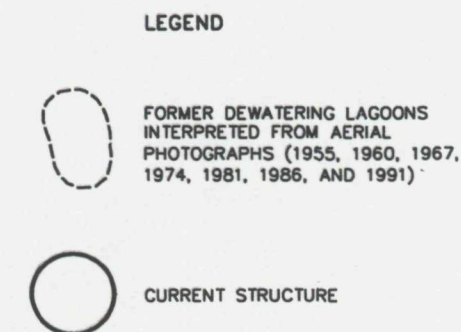 LEGEND
FORMER DEWATERING LAGOONS
INTERPRETED FROM AERIAL
PHOTOGRAPHS (1955, 1960, 1967,
1974, 1981, 1986, AND 1991)
CURRENT STRUCTURE